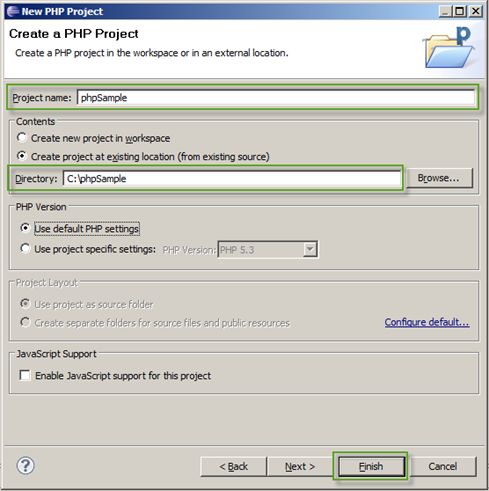 New PHP Project
Create a PHP Project
Create a PHP project in the workspace or in an external location.
p
Project name: phpSample
Contents
Create new project in workspace
Create project at existing location (from existing source)
Directory: C:\phpSample Browse...
PHP Version
Use default PHP settings
Use project specific settings: PHP Version: PHP 5.3
Project Layout
Use project as source folder
Create separate folders for source files and public resources Configure default...
JavaScript Support
Enable JavaScript support for this project
? < Back Next > Finish Cancel